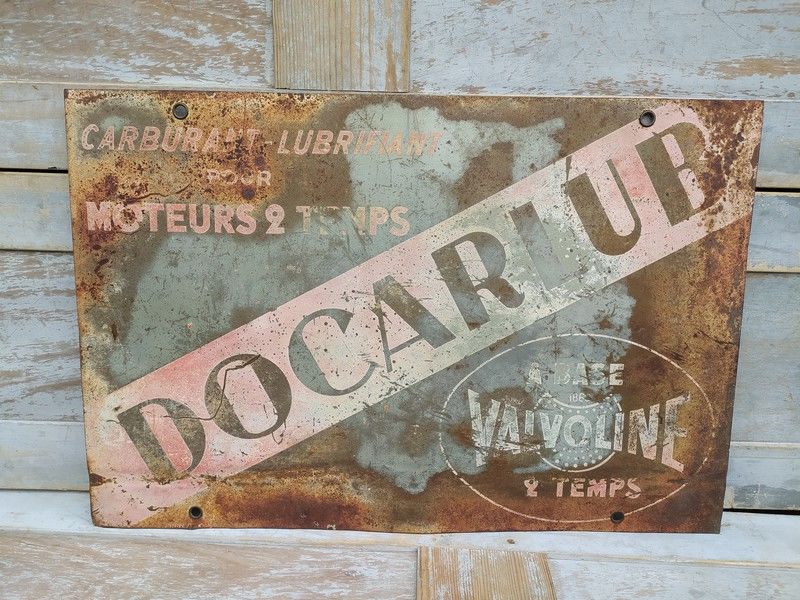 CARBURANT-LUBRIFIANT
POUR
MOTEURS 2 TEMPS
DOCARLUB
A BASE
VALVOLINE
2 TEMPS